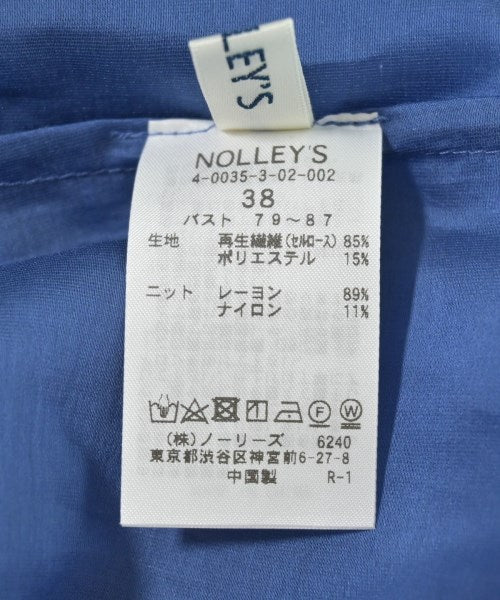 LLEY'S
NOLLEY'S
4-0035-3-02-002
38
バスト 79～87
生地 再生繊維(セルロース) 85%
ポリエステル 15%
ニット レーヨン 89%
ナイロン 11%
F W
(株)ノーリーズ 6240
東京都渋谷区神宮前6-27-8
中国製 R-1